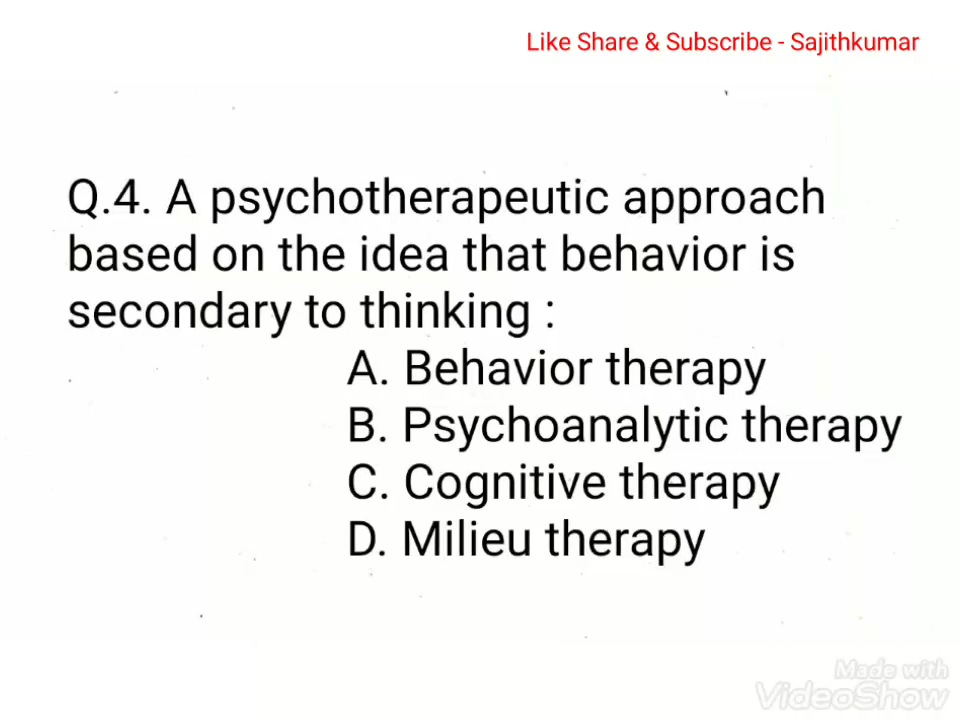 Like Share & Subscribe - Sajithkumar
Q.4. A psychotherapeutic approach
based on the idea that behavior is
secondary to thinking :
A. Behavior therapy
B. Psychoanalytic therapy
C. Cognitive therapy
D. Milieu therapy
Made with
VideoShow